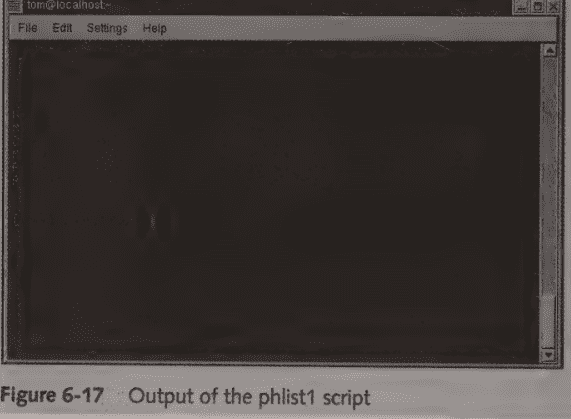 tom@localhost:~
File Edit Settings Help
Figure 6-17 Output of the phlist1 script